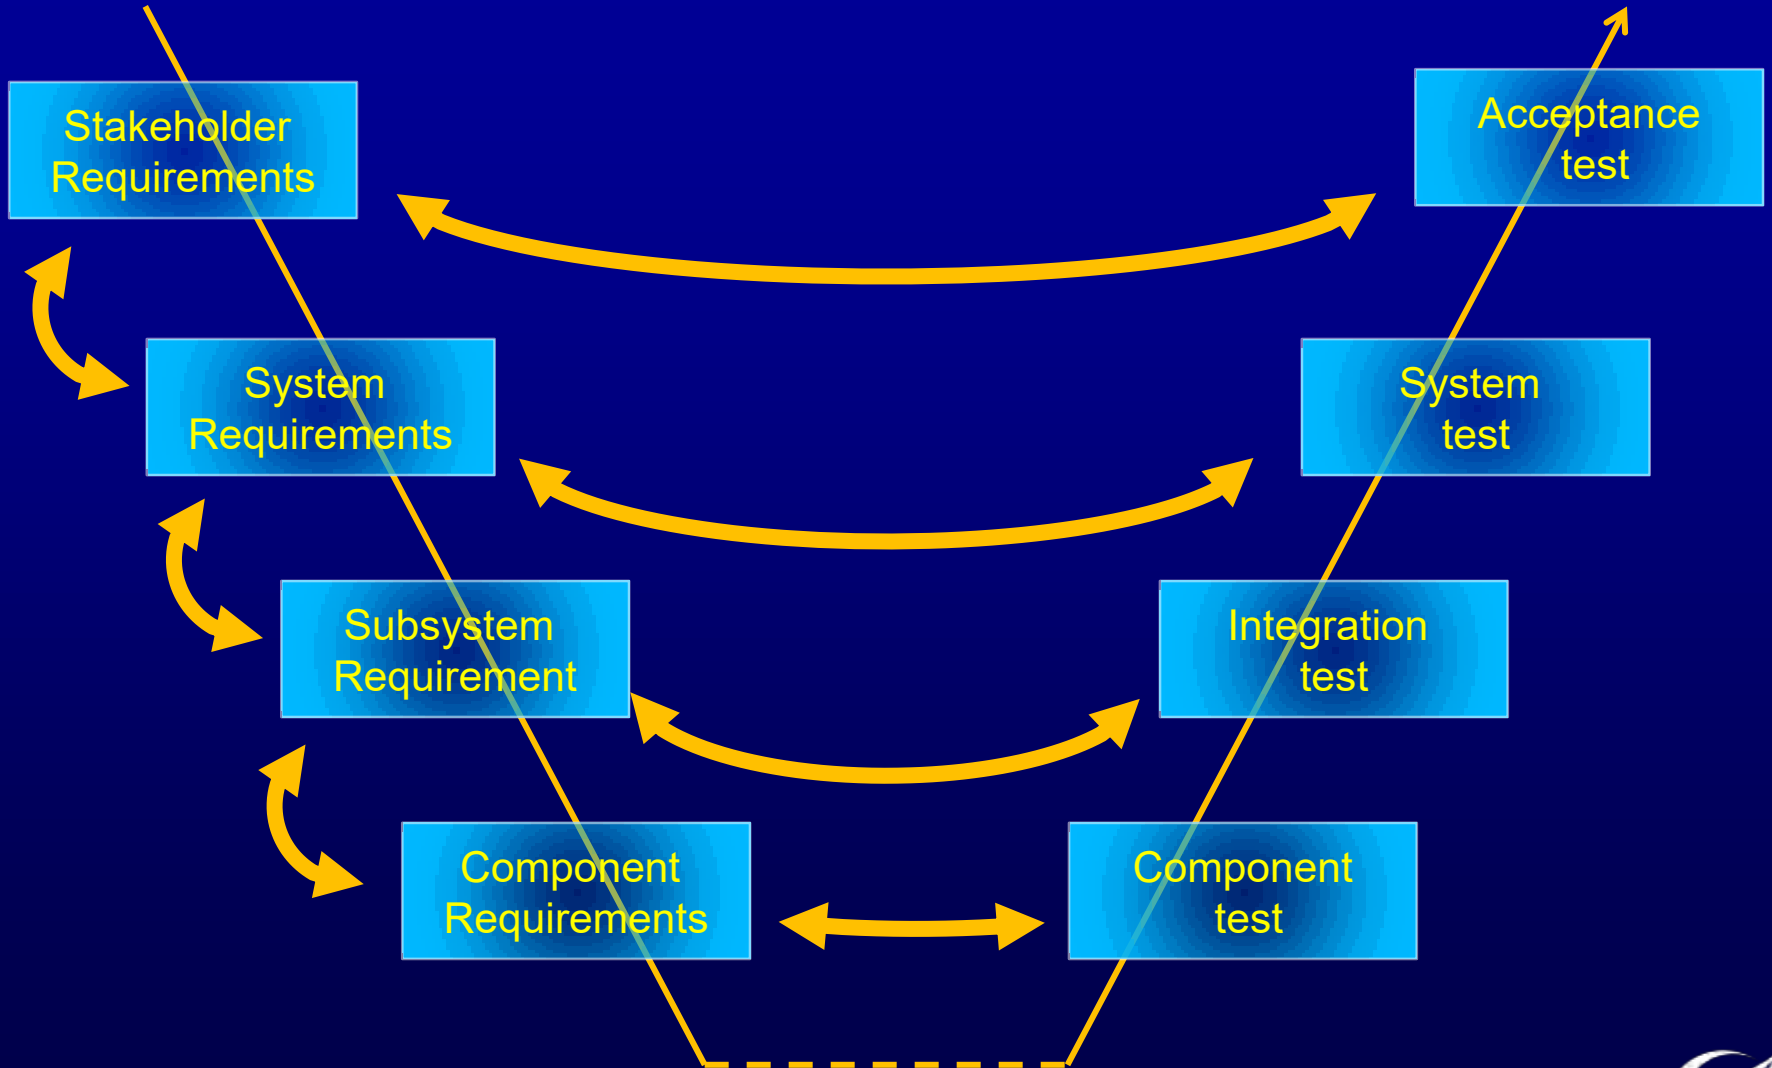 Stakeholder
Requirements
Acceptance
test
System
Requirements
System
test
Subsystem
Requirement
Integration
test
Component
Requirements
Component
test